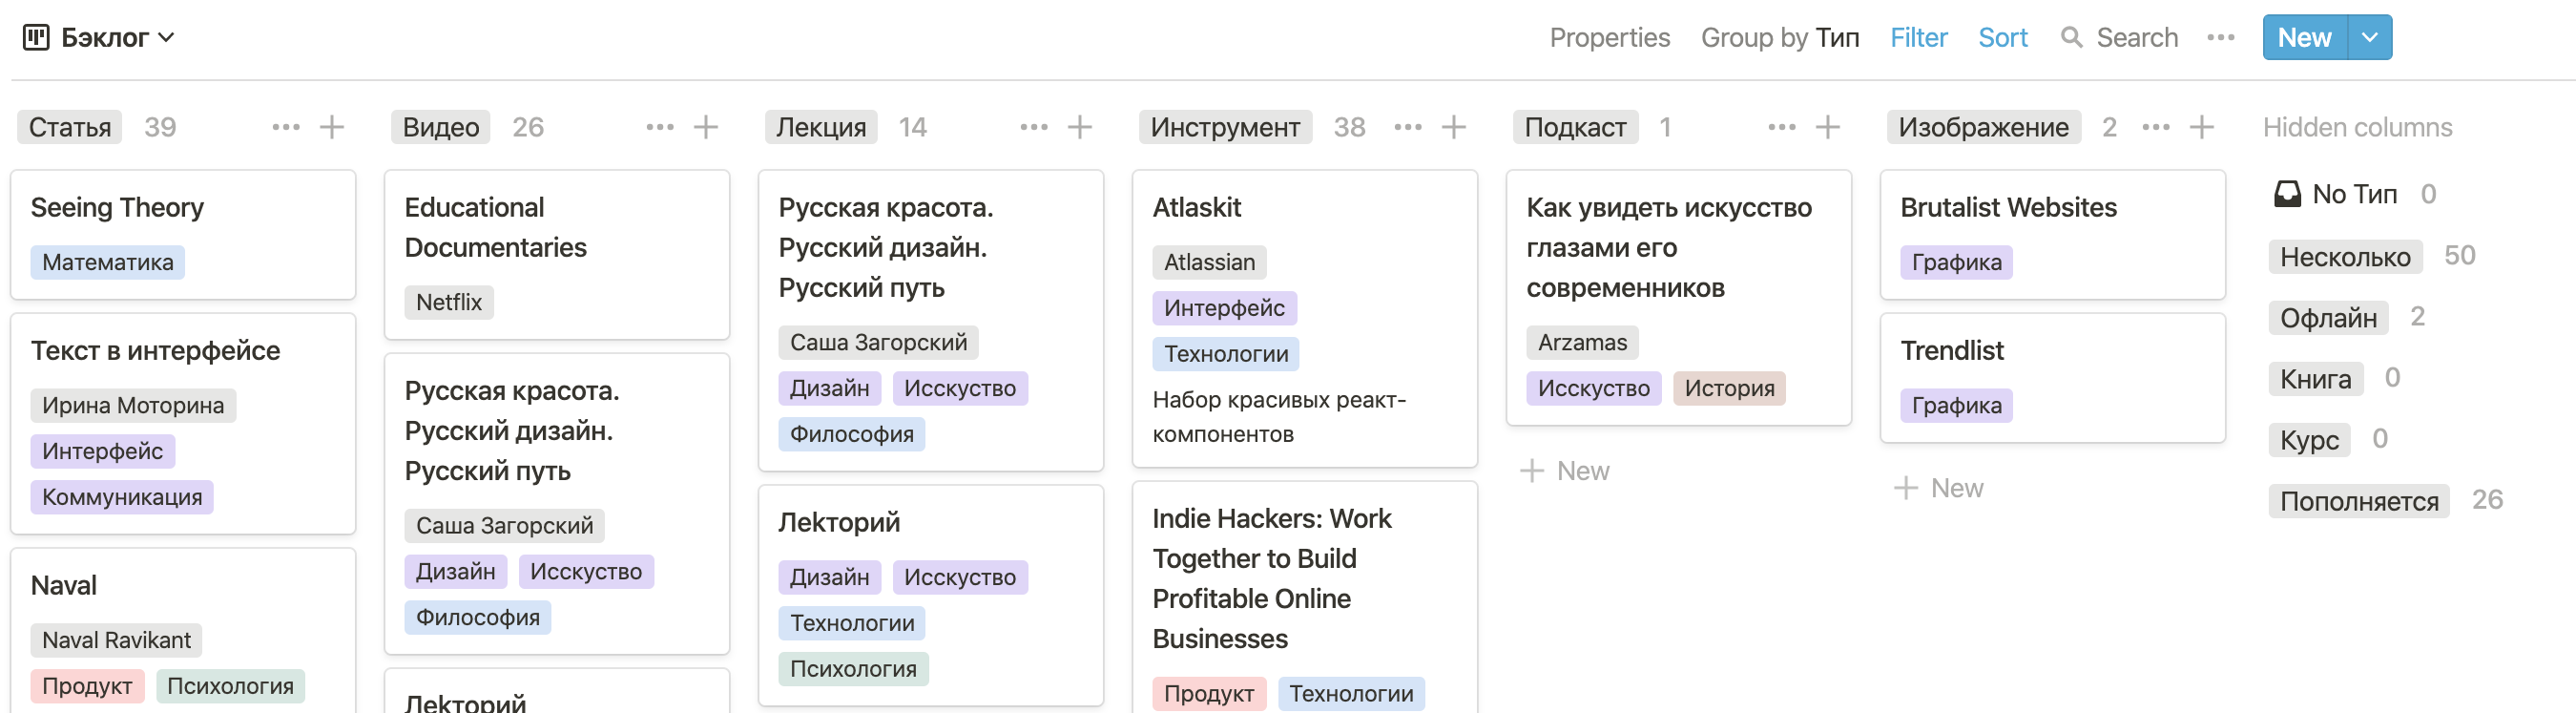 Бэклог
Properties Group by Тип Filter Sort Search New
Статья 39
Seeing Theory
Математика
Текст в интерфейсе
Ирина Моторина
Интерфейс
Коммуникация
Naval
Naval Ravikant
Продукт Психология
Видео 26
Educational
Documentaries
Netflix
Русская красота.
Русский дизайн.
Русский путь
Саша Загорский
Дизайн Исскуство
Философия
Лекторий
Лекция 14
Русская красота.
Русский дизайн.
Русский путь
Саша Загорский
Дизайн Исскуство
Философия
Лекторий
Дизайн Исскуство
Технологии
Психология
Инструмент 38
Atlaskit
Atlassian
Интерфейс
Технологии
Набор красивых реакт-
компонентов
Indie Hackers: Work
Together to Build
Profitable Online
Businesses
Продукт Технологии
Подкаст 1
Как увидеть искусство
глазами его
современников
Arzamas
Исскуство История
New
Изображение 2
Brutalist Websites
Графика
Trendlist
Графика
New
Hidden columns
No Тип 0
Несколько 50
Офлайн 2
Книга 0
Курс 0
Пополняется 26